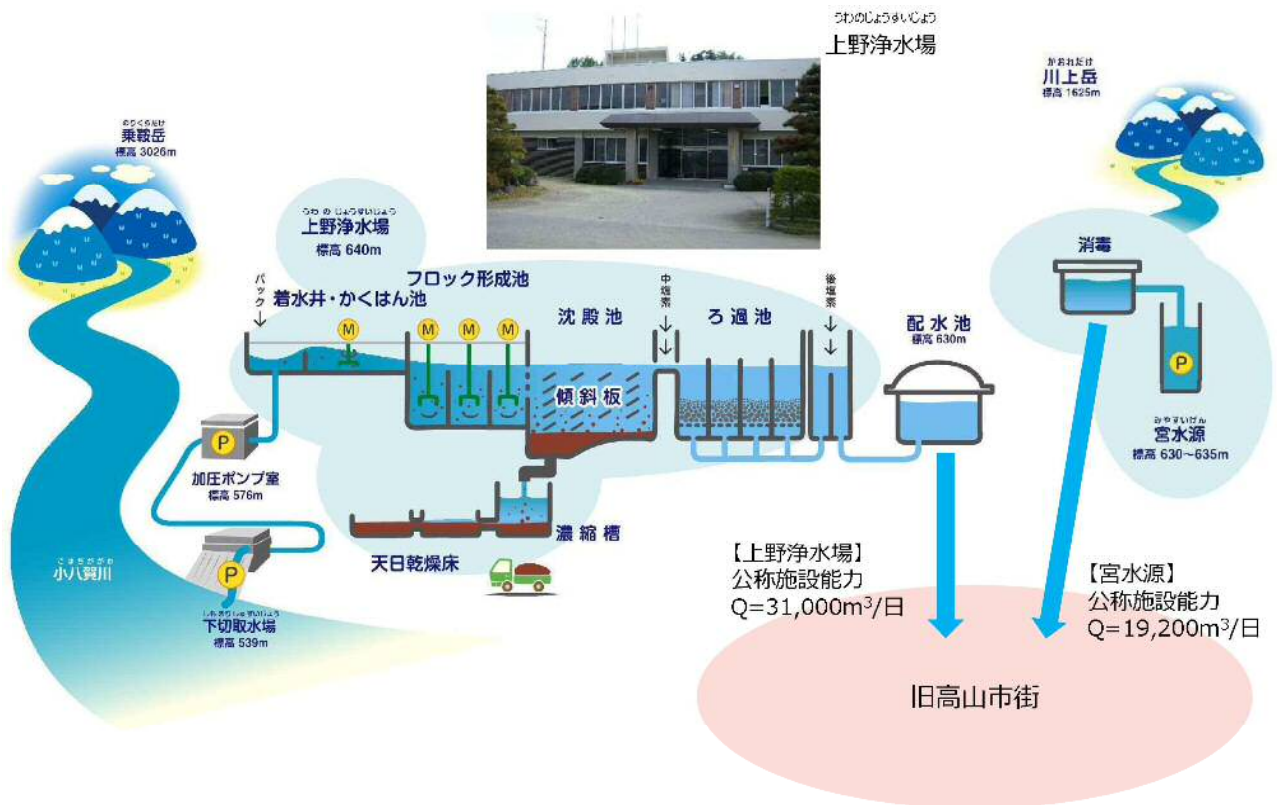 うわのじょうすいじょう
上野浄水場
かおれだけ
川上岳
標高 1625m
のりくらだけ
乗鞍岳
標高 3026m
うわ の じょうすいじょう
上野浄水場
標高 640m
消毒
パック
着水井・かくはん池
フロック形成池
沈殿池
中塩素
ろ過池
後塩素
配水池
標高 630m
M
M
M
M
傾斜板
P
みやすいげん
宮水源
標高 630～635m
P
加圧ポンプ室
標高 576m
濃縮槽
天日乾燥床
こはちががわ
小八賀川
P
しもぎりしゅすいじょう
下切取水場
標高 539m
【上野浄水場】
公称施設能力
Q=31,000m³/日
【宮水源】
公称施設能力
Q=19,200m³/日
旧高山市街